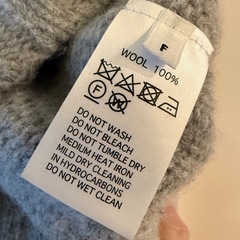 F
WOOL 100%
F
DO NOT WASH
DO NOT BLEACH
DO NOT TUMBLE DRY
MEDIUM HEAT IRON
MILD DRY CLEANING
IN HYDROCARBONS
DO NOT WET CLEAN